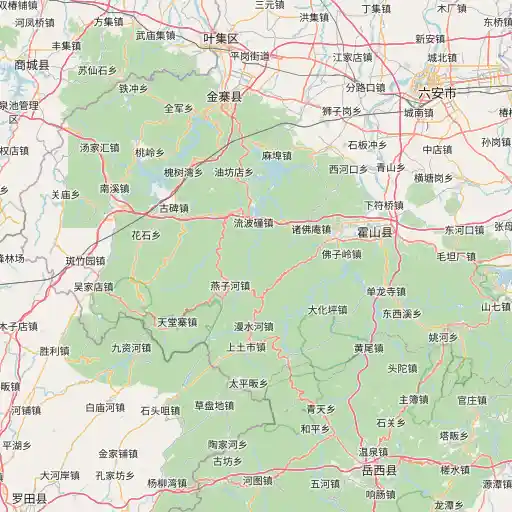 双椿铺镇
方集镇
武庙集镇
叶集区
三元镇
洪集镇
丁集镇
木厂镇
河凤桥镇
东桥镇
丰集镇
平岗街道
江家店镇
新安镇
城北镇
商城县
苏仙石乡
铁冲乡
分路口镇
六安市
金寨县
全军乡
狮子岗乡
城南镇
泉池管理区
汤家汇镇
桃岭乡
麻埠镇
石板冲乡
中店镇
孙岗镇
槐树湾乡
油坊店乡
西河口乡
青山乡
横塘岗乡
关庙乡
南溪镇
古碑镇
流波䃥镇
诸佛庵镇
下符桥镇
霍山县
东河口镇
花石乡
斑竹园镇
佛子岭镇
毛坦厂镇
吴家店镇
燕子河镇
单龙寺镇
大化坪镇
东西溪乡
山七镇
木子店镇
天堂寨镇
漫水河镇
姚河乡
胜利镇
九资河镇
上土市镇
黄尾镇
头陀镇
太平畈乡
主簿镇
官庄镇
河铺镇
白庙河镇
石头咀镇
草盘地镇
青天乡
石关乡
和平乡
塔畈乡
平湖乡
金家铺镇
陶家河乡
古坊乡
温泉镇
岳西县
槎水镇
大河岸镇
孔家坊乡
杨柳湾镇
河图镇
五河镇
响肠镇
龙潭乡
源潭镇
罗田县